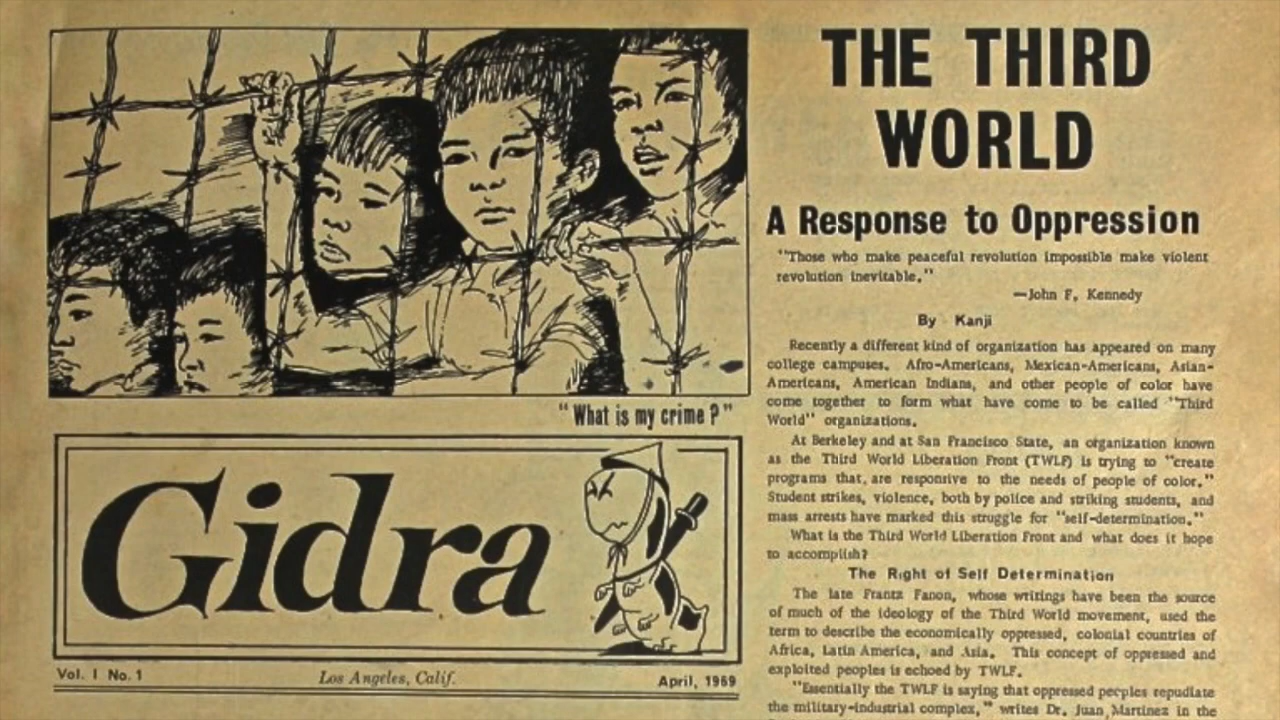 "What is my crime?"
Gidra
Vol. I No. 1
Los Angeles, Calif.
April, 1969
THE THIRD
WORLD
A Response to Oppression
"Those who make peaceful revolution impossible make violent
revolution inevitable."
—John F. Kennedy
By Kanji
Recently a different kind of organization has appeared on many
college campuses. Afro-Americans, Mexican-Americans, Asian-
Americans, American Indians, and other people of color have
come together to form what have come to be called "Third
World" organizations.
At Berkeley and at San Francisco State, an organization known
as the Third World Liberation Front (TWLF) is trying to "create
programs that, are responsive to the needs of people of color."
Student strikes, violence, both by police and striking students, and
mass arrests have marked this struggle for "self-determination."
What is the Third World Liberation Front and what does it hope
to accomplish?
The Right of Self Determination
The late Frantz Fanon, whose writings have been the source
of much of the ideology of the Third World movement, used the
term to describe the economically oppressed, colonial countries of
Africa, Latin America, and Asia. This concept of oppressed and
exploited peoples is echoed by TWLF.
"Essentially the TWLF is saying that oppressed peoples repudiate
the military-industrial complex," writes Dr. Juan Martinez in the